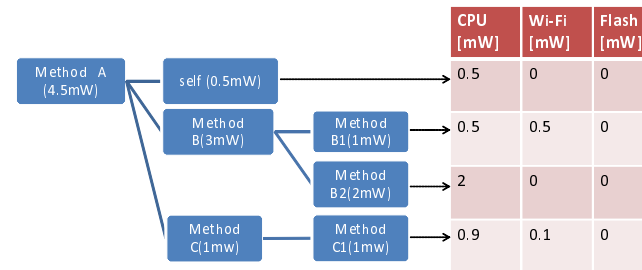 CPU Wi-Fi Flash
[mW] [mW] [mW]
Method A
(4.5mW)
self (0.5mW)
0.5 0 0
Method
B(3mW)
Method
B1(1mW)
0.5 0.5 0
Method
B2(2mW)
2 0 0
Method
C(1mw)
Method
C1(1mw)
0.9 0.1 0